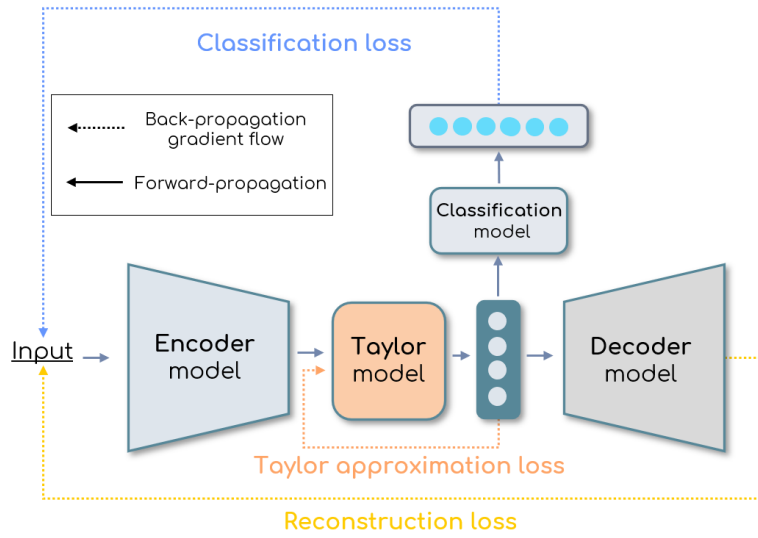 Classification loss
Back-propagation
gradient flow
Forward-propagation
Classification
model
Input
Encoder
model
Taylor
model
Decoder
model
Taylor approximation loss
Reconstruction loss